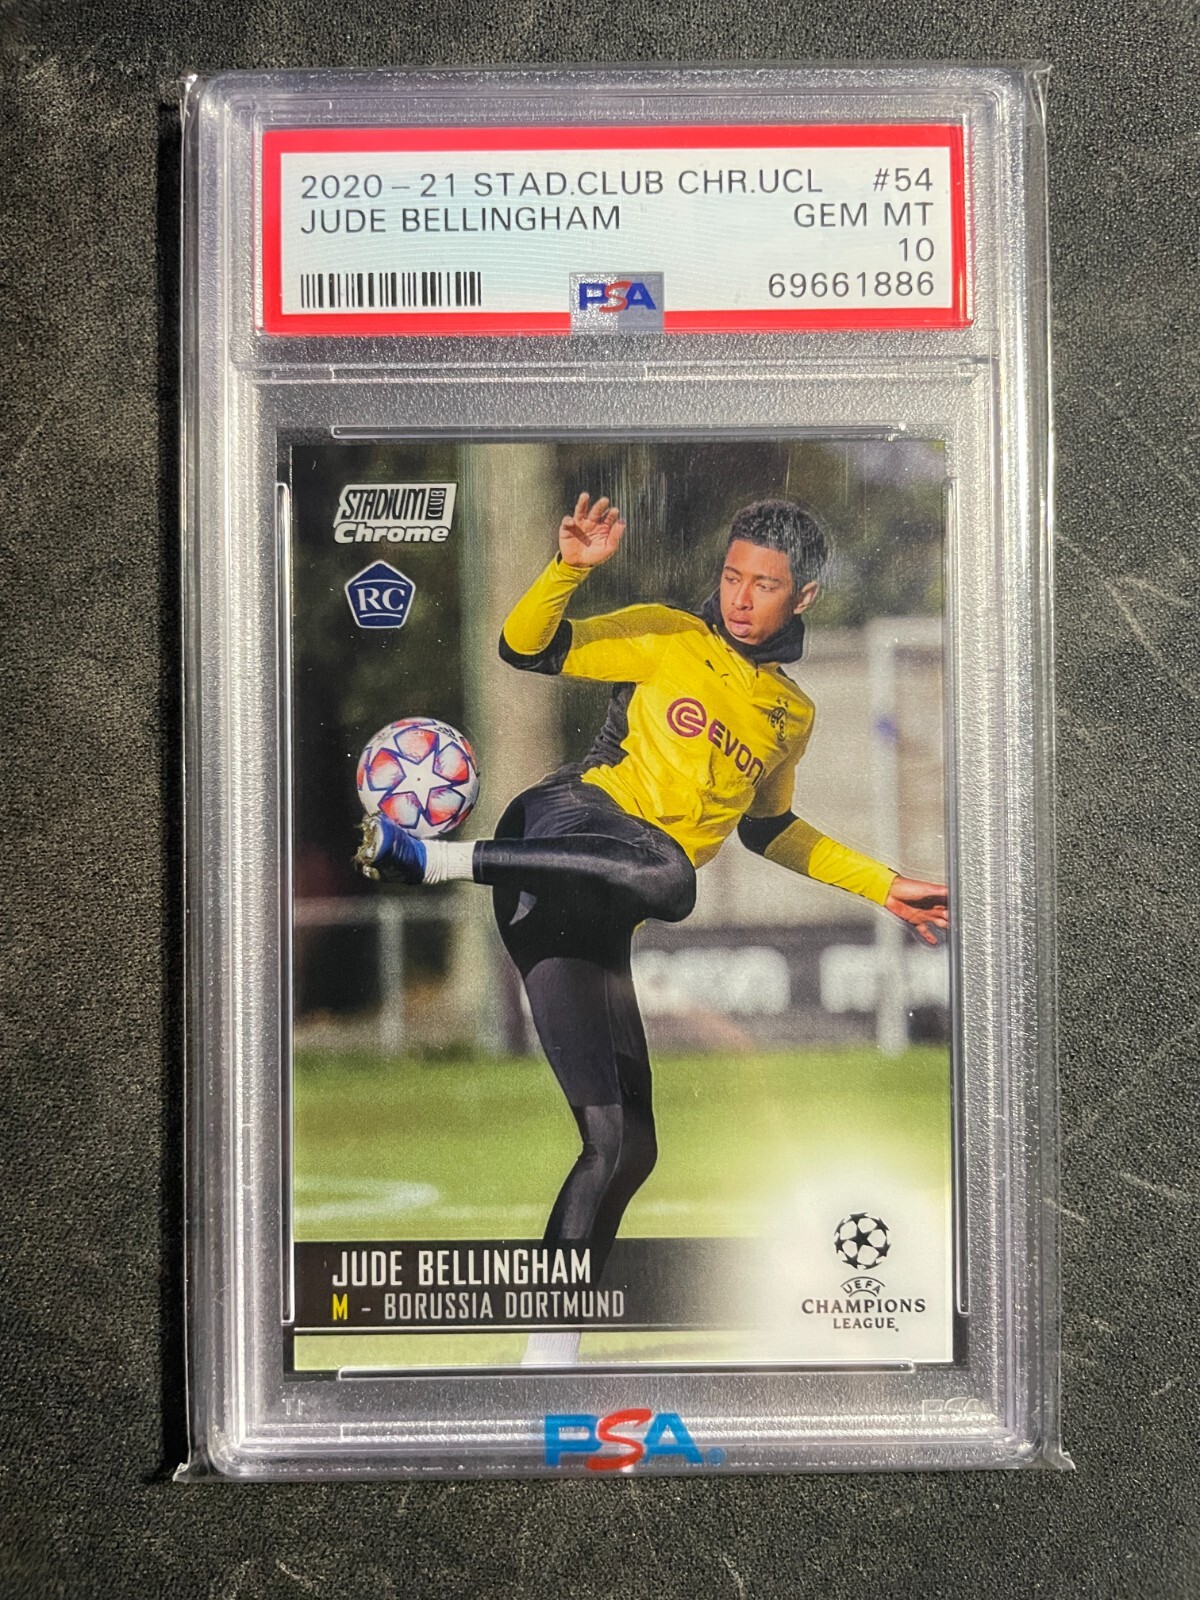 2020-21 STAD.CLUB CHR.UCL #54
JUDE BELLINGHAM GEM MT
10
PSA 69661886
STADIUM CLUB
Chrome
RC
EVONI
JUDE BELLINGHAM
M - BORUSSIA DORTMUND
UEFA
CHAMPIONS
LEAGUE
PSA